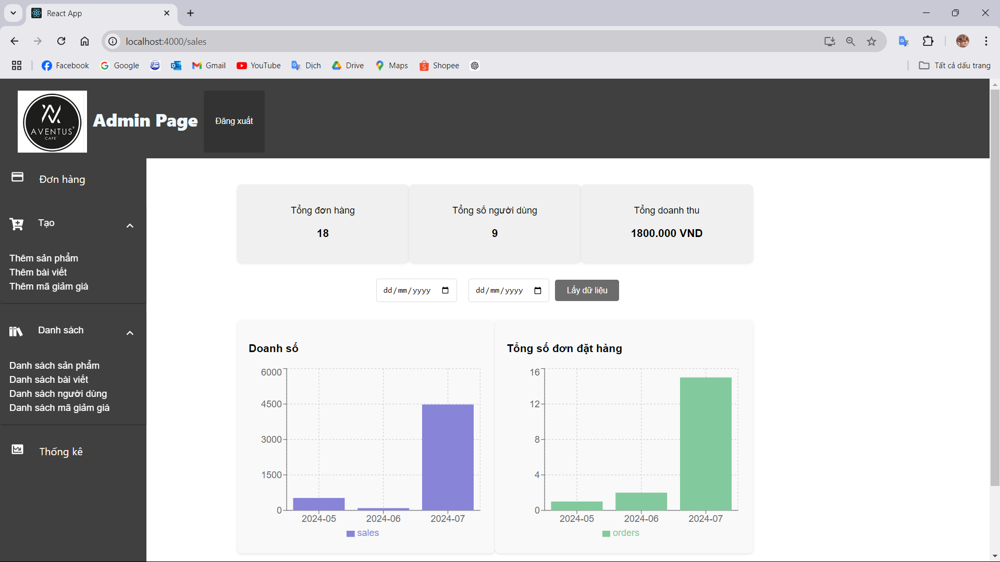 React App
localhost:4000/sales
Facebook Google Gmail YouTube Dịch Drive Maps Shopee Tất cả dấu trang
AVENTUS®
CAFE
Admin Page
Đăng xuất
Đơn hàng
Tạo
Thêm sản phẩm
Thêm bài viết
Thêm mã giảm giá
Danh sách
Danh sách sản phẩm
Danh sách bài viết
Danh sách người dùng
Danh sách mã giảm giá
Thống kê
Tổng đơn hàng
18
Tổng số người dùng
9
Tổng doanh thu
1800.000 VND
dd/mm/yyyy dd/mm/yyyy Lấy dữ liệu
Doanh số
6000
4500
3000
1500
0
2024-05 2024-06 2024-07
sales
Tổng số đơn đặt hàng
16
12
8
4
0
2024-05 2024-06 2024-07
orders